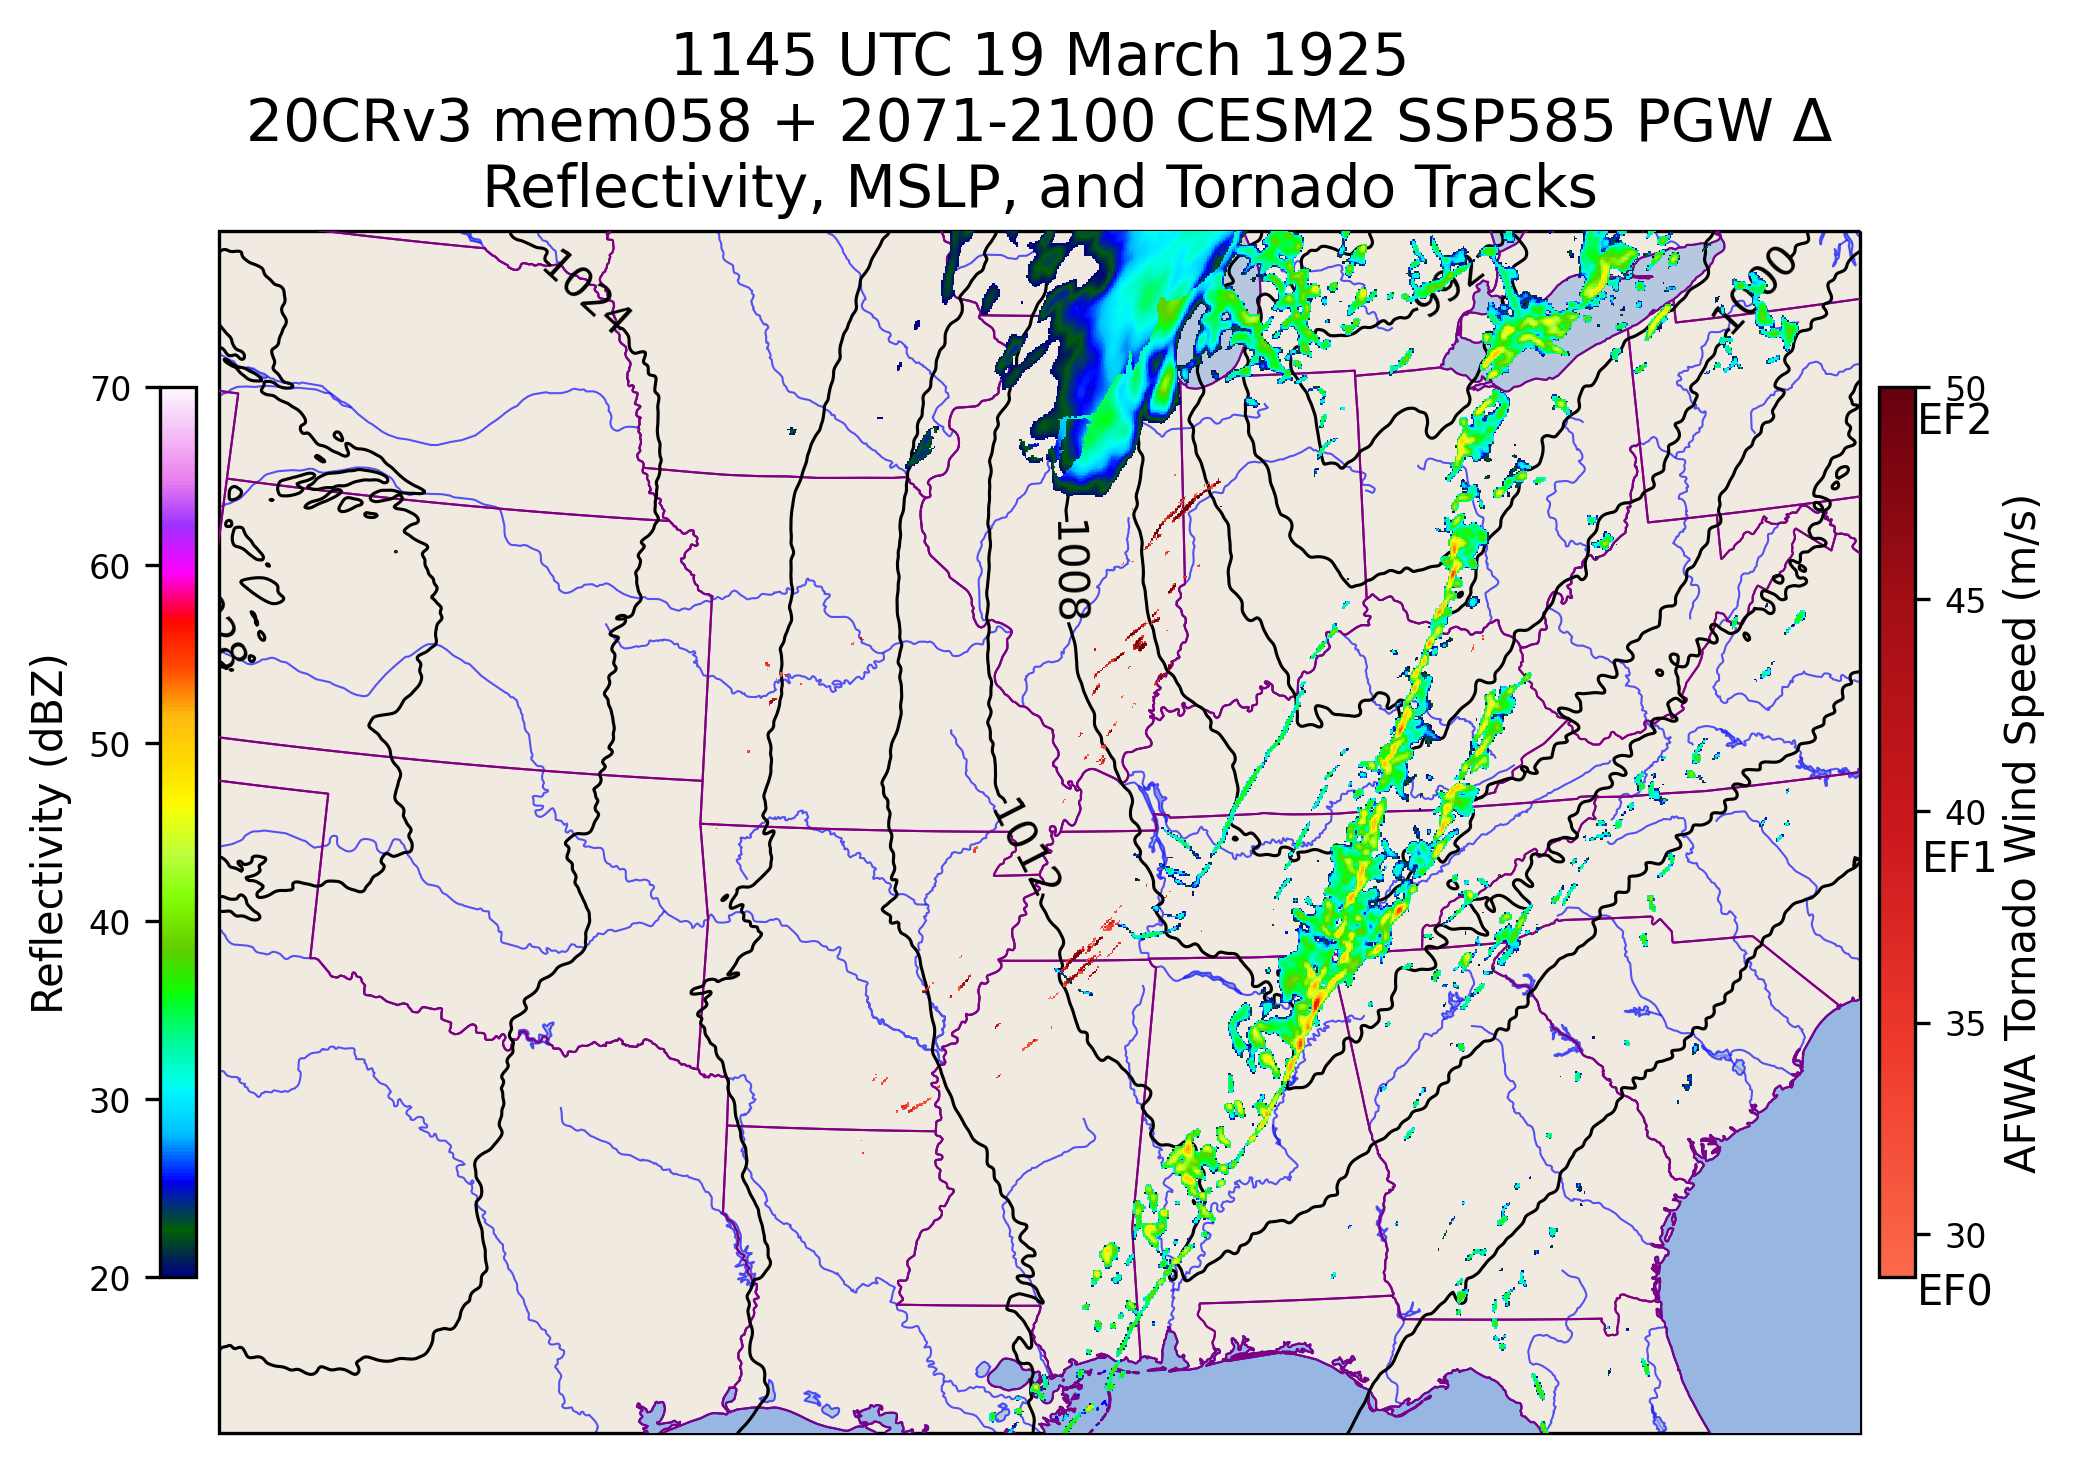 1145 UTC 19 March 1925
20CRv3 mem058 + 2071-2100 CESM2 SSP585 PGW Δ
Reflectivity, MSLP, and Tornado Tracks
1024
1000
1008
1012
70
60
50
40
30
20
Reflectivity (dBZ)
50
EF2
45
40
EF1
35
30
EF0
AFWA Tornado Wind Speed (m/s)